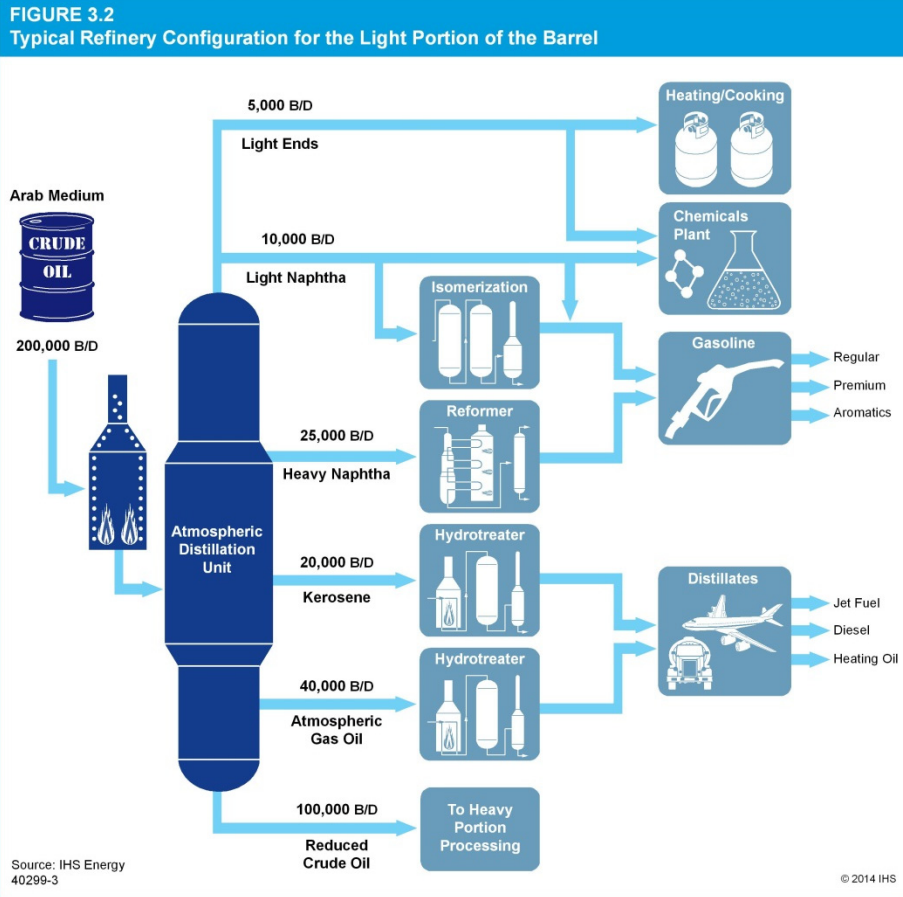 FIGURE 3.2
Typical Refinery Configuration for the Light Portion of the Barrel
5,000 B/D
Light Ends
Heating/Cooking
Arab Medium
CRUDE
OIL
200,000 B/D
10,000 B/D
Light Naphtha
Chemicals
Plant
Isomerization
Gasoline
Regular
Premium
Aromatics
Reformer
25,000 B/D
Heavy Naphtha
Atmospheric
Distillation
Unit
Hydrotreater
20,000 B/D
Kerosene
Distillates
Jet Fuel
Diesel
Heating Oil
Hydrotreater
40,000 B/D
Atmospheric
Gas Oil
100,000 B/D
Reduced
Crude Oil
To Heavy
Portion
Processing
Source: IHS Energy
40299-3
© 2014 IHS